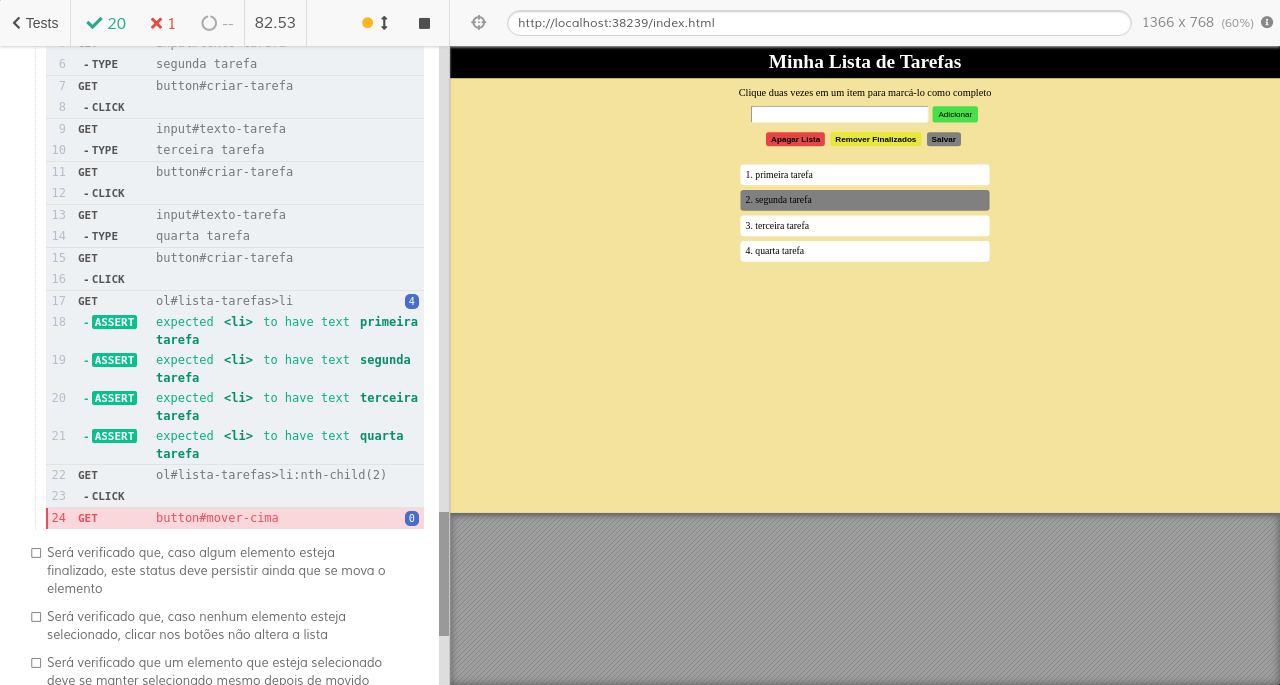 Tests 20 1 -- 82.53
http://localhost:38239/index.html 1366 x 768 (60%)
6 - TYPE segunda tarefa
7 GET button#criar-tarefa
8 - CLICK
9 GET input#texto-tarefa
10 - TYPE terceira tarefa
11 GET button#criar-tarefa
12 - CLICK
13 GET input#texto-tarefa
14 - TYPE quarta tarefa
15 GET button#criar-tarefa
16 - CLICK
17 GET ol#lista-tarefas>li 4
18 - ASSERT expected <li> to have text primeira
tarefa
19 - ASSERT expected <li> to have text segunda
tarefa
20 - ASSERT expected <li> to have text terceira
tarefa
21 - ASSERT expected <li> to have text quarta
tarefa
22 GET ol#lista-tarefas>li:nth-child(2)
23 - CLICK
24 GET button#mover-cima 0
Será verificado que, caso algum elemento esteja
finalizado, este status deve persistir ainda que se mova o
elemento
Será verificado que, caso nenhum elemento esteja
selecionado, clicar nos botões não altera a lista
Será verificado que um elemento que esteja selecionado
deve se manter selecionado mesmo depois de movido
Minha Lista de Tarefas
Clique duas vezes em um item para marcá-lo como completo
Adicionar
Apagar Lista Remover Finalizados Salvar
1. primeira tarefa
2. segunda tarefa
3. terceira tarefa
4. quarta tarefa